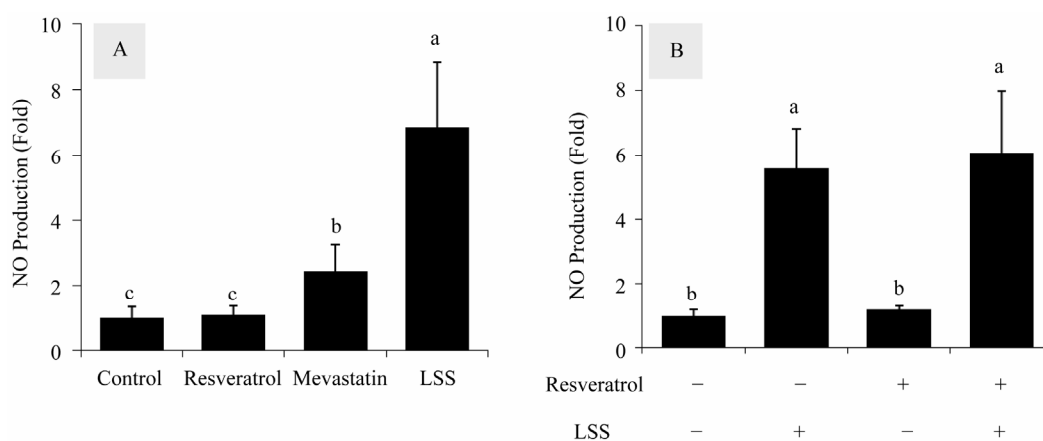 A
NO Production (Fold)
10
8
6
4
2
0
c
c
b
a
Control Resveratrol Mevastatin LSS
B
NO Production (Fold)
10
8
6
4
2
0
b
a
b
a
Resveratrol − − + +
LSS − + − +